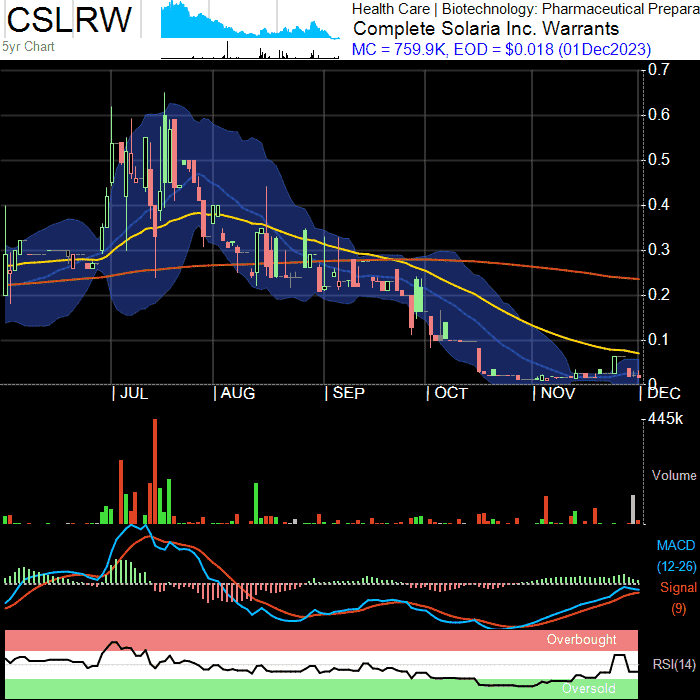 CSLRW
5yr Chart
Health Care | Biotechnology: Pharmaceutical Prepara
Complete Solaria Inc. Warrants
MC = 759.9K, EOD = $0.018 (01Dec2023)
0.7
0.6
0.5
0.4
0.3
0.2
0.1
0
JUL AUG SEP OCT NOV DEC
445k
Volume
-t
MACD
(12-26)
Signal
(9)
Overbought
RSI(14)
Oversold